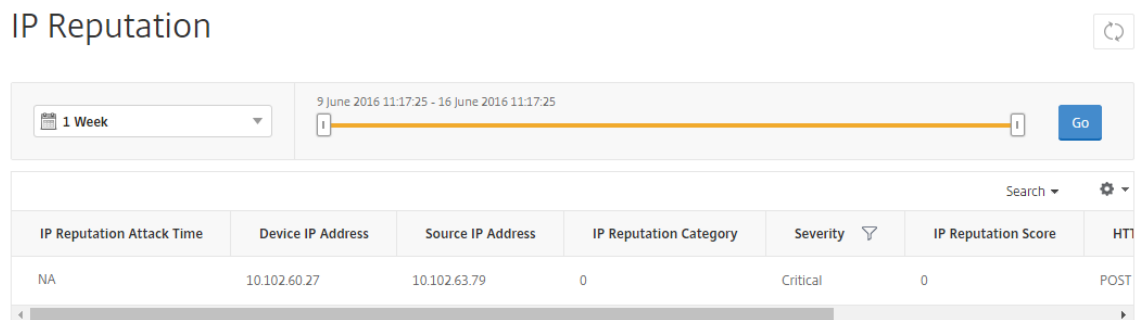 IP Reputation
9 June 2016 11:17:25 - 16 June 2016 11:17:25
1 Week
Go
Search
IP Reputation Attack Time Device IP Address Source IP Address IP Reputation Category Severity IP Reputation Score HTT
NA 10.102.60.27 10.102.63.79 0 Critical 0 POST